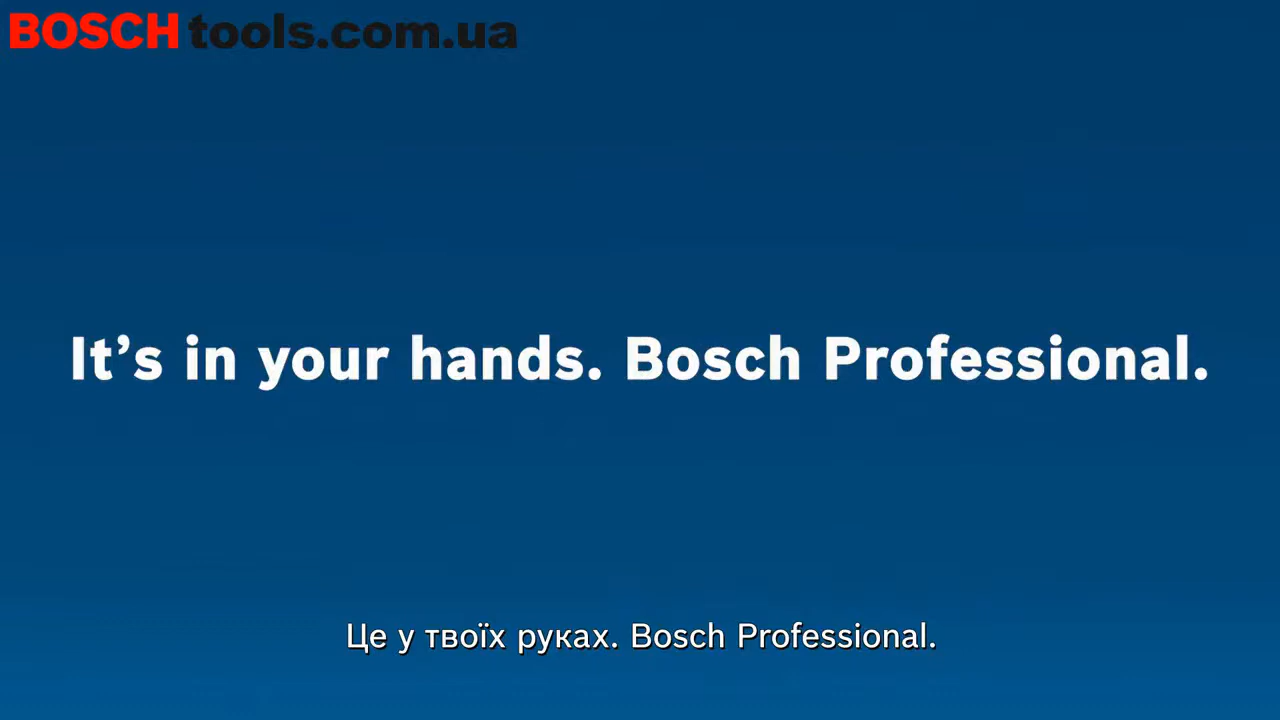 BOSCH tools.com.ua
It’s in your hands. Bosch Professional.
Це у твоїх руках. Bosch Professional.